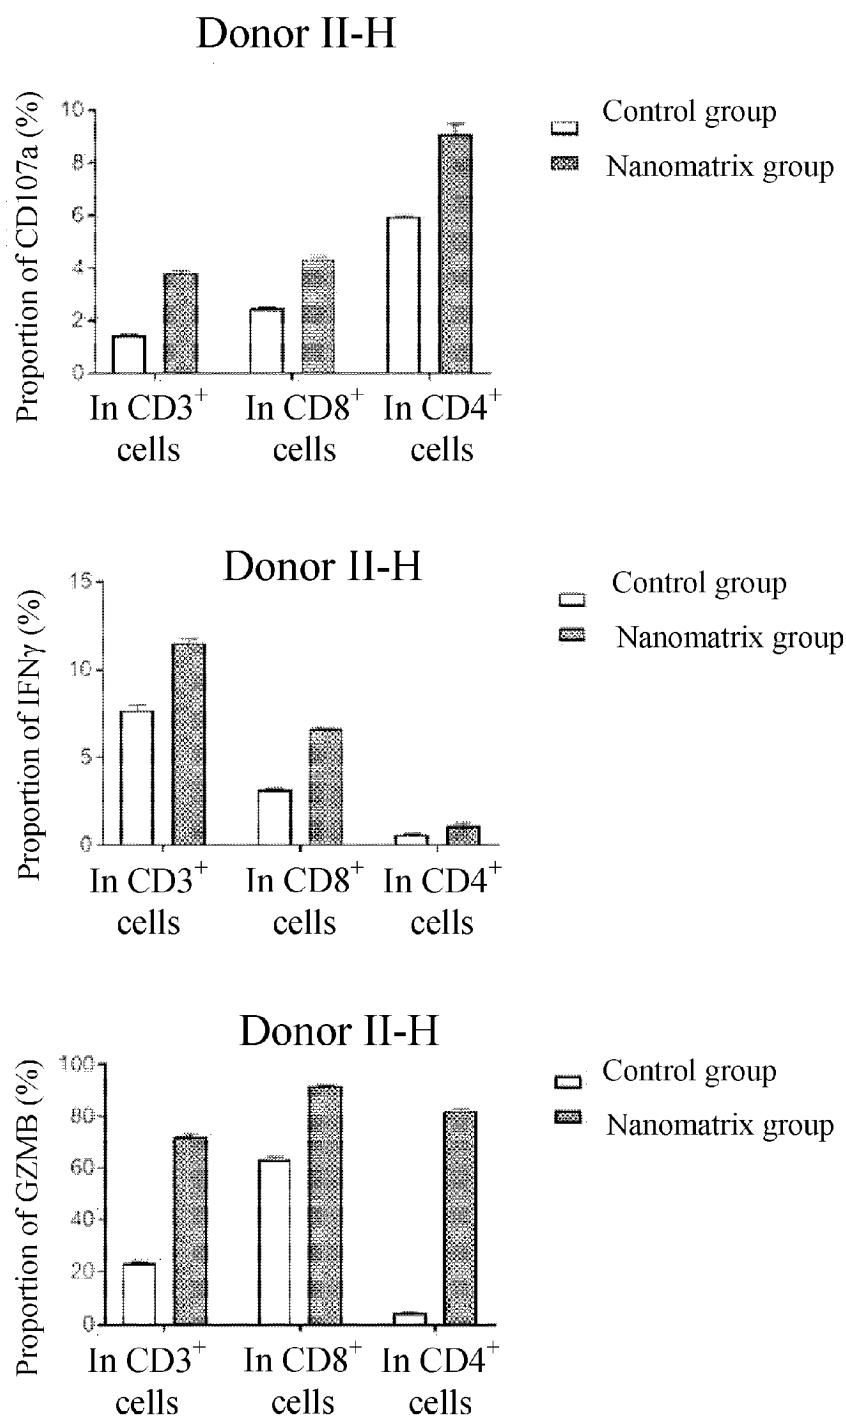 Donor II-H
Proportion of CD107a (%)
10
8
6
4
2
0
Control group
Nanomatrix group
In CD3+ In CD8+ In CD4+
cells cells cells
Donor II-H
Proportion of IFNγ (%)
15
10
5
0
Control group
Nanomatrix group
In CD3+ In CD8+ In CD4+
cells cells cells
Donor II-H
Proportion of GZMB (%)
100
80
60
40
20
0
Control group
Nanomatrix group
In CD3+ In CD8+ In CD4+
cells cells cells